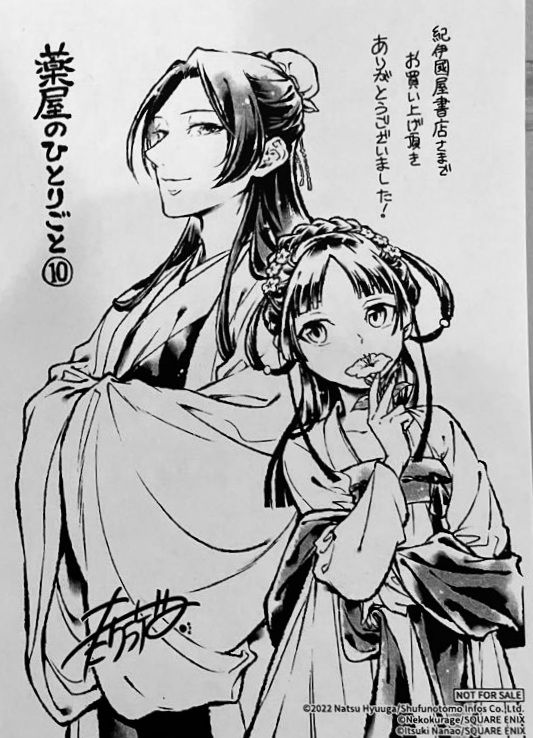 紀伊國屋書店さまで
お買い上げ頂き
ありがとうございました！
薬屋のひとりごと⑩
NOT FOR SALE
©2022 Natsu Hyuuga/Shufunotomo Infos Co.,Ltd.
©Nekokurage/SQUARE ENIX
©Itsuki Nanao/SQUARE ENIX